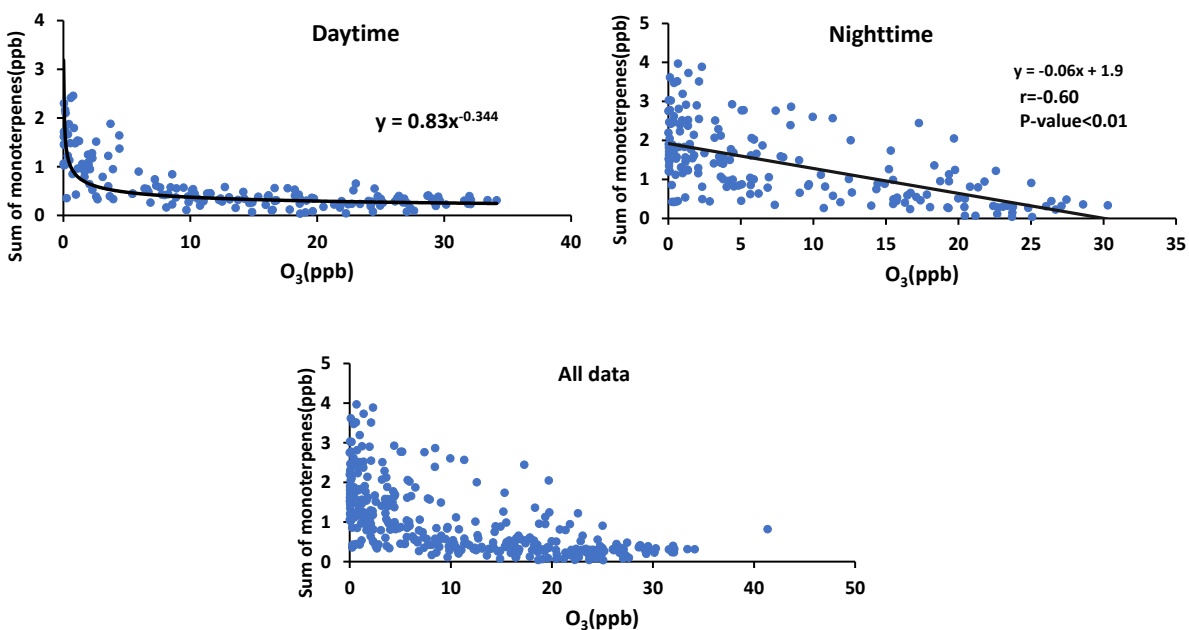 Daytime
Sum of monoterpenes(ppb)
4
3
2
1
0
y = 0.83x^-0.344
0 10 20 30 40
O₃(ppb)
Nighttime
Sum of monoterpenes(ppb)
5
4
3
2
1
0
y = -0.06x + 1.9
r=-0.60
P-value<0.01
0 5 10 15 20 25 30 35
O₃(ppb)
All data
Sum of monoterpenes(ppb)
5
4
3
2
1
0
0 10 20 30 40 50
O₃(ppb)